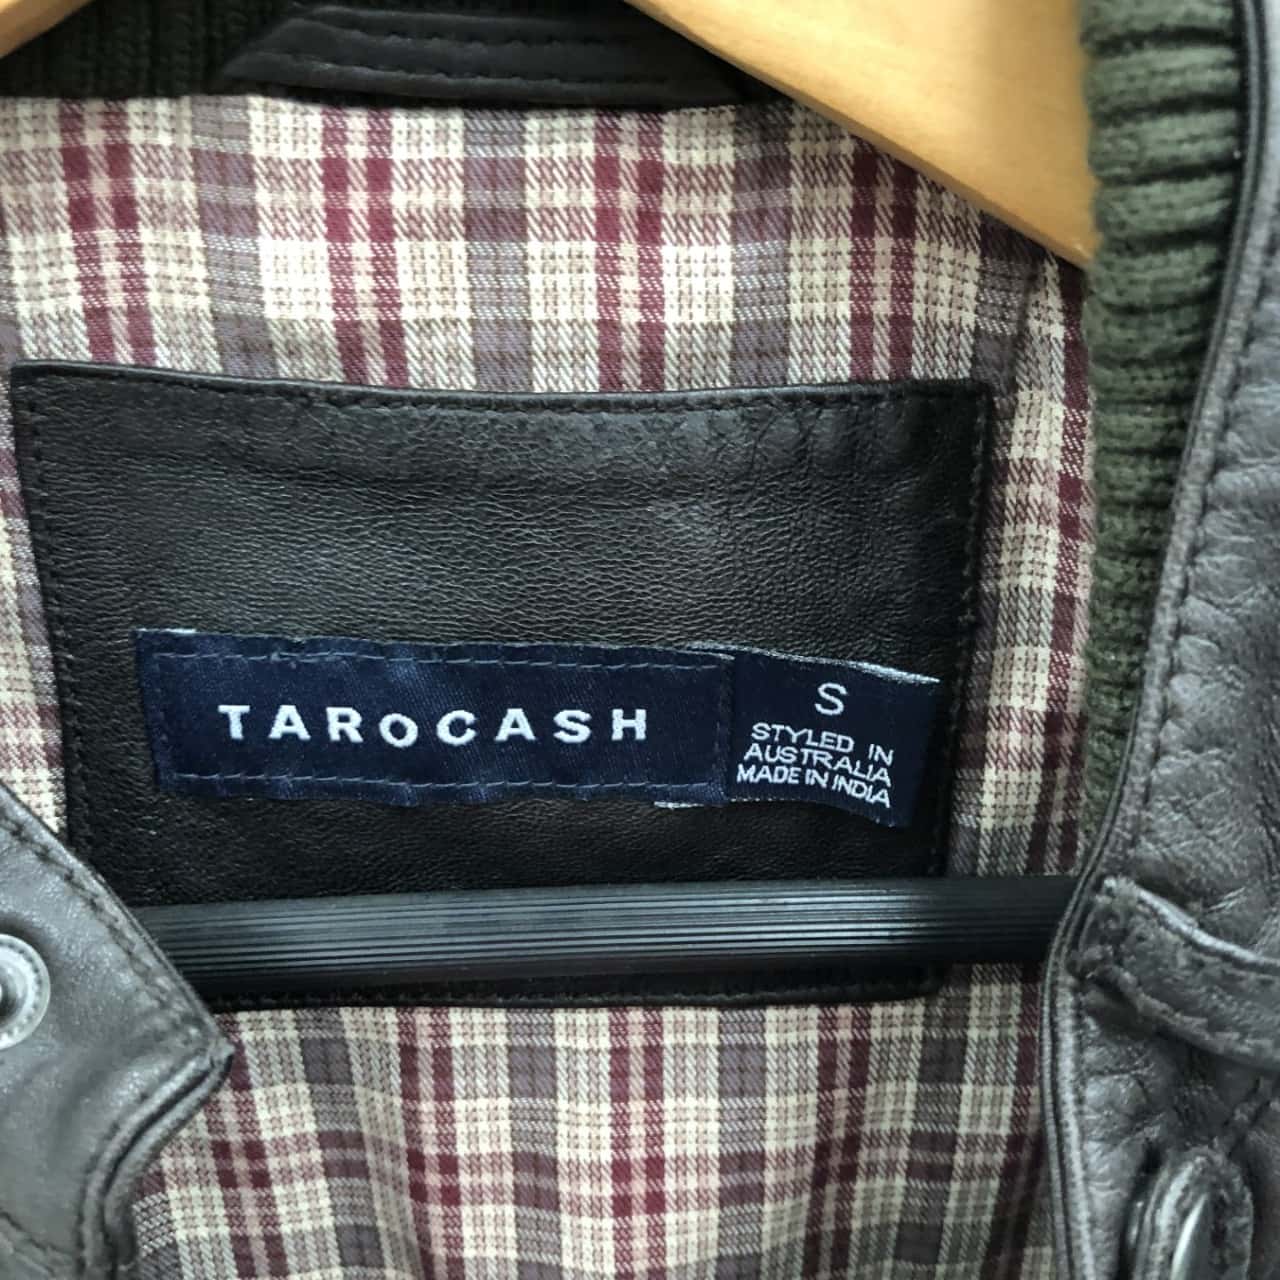 TAROCASH
S
STYLED IN
AUSTRALIA
MADE IN INDIA